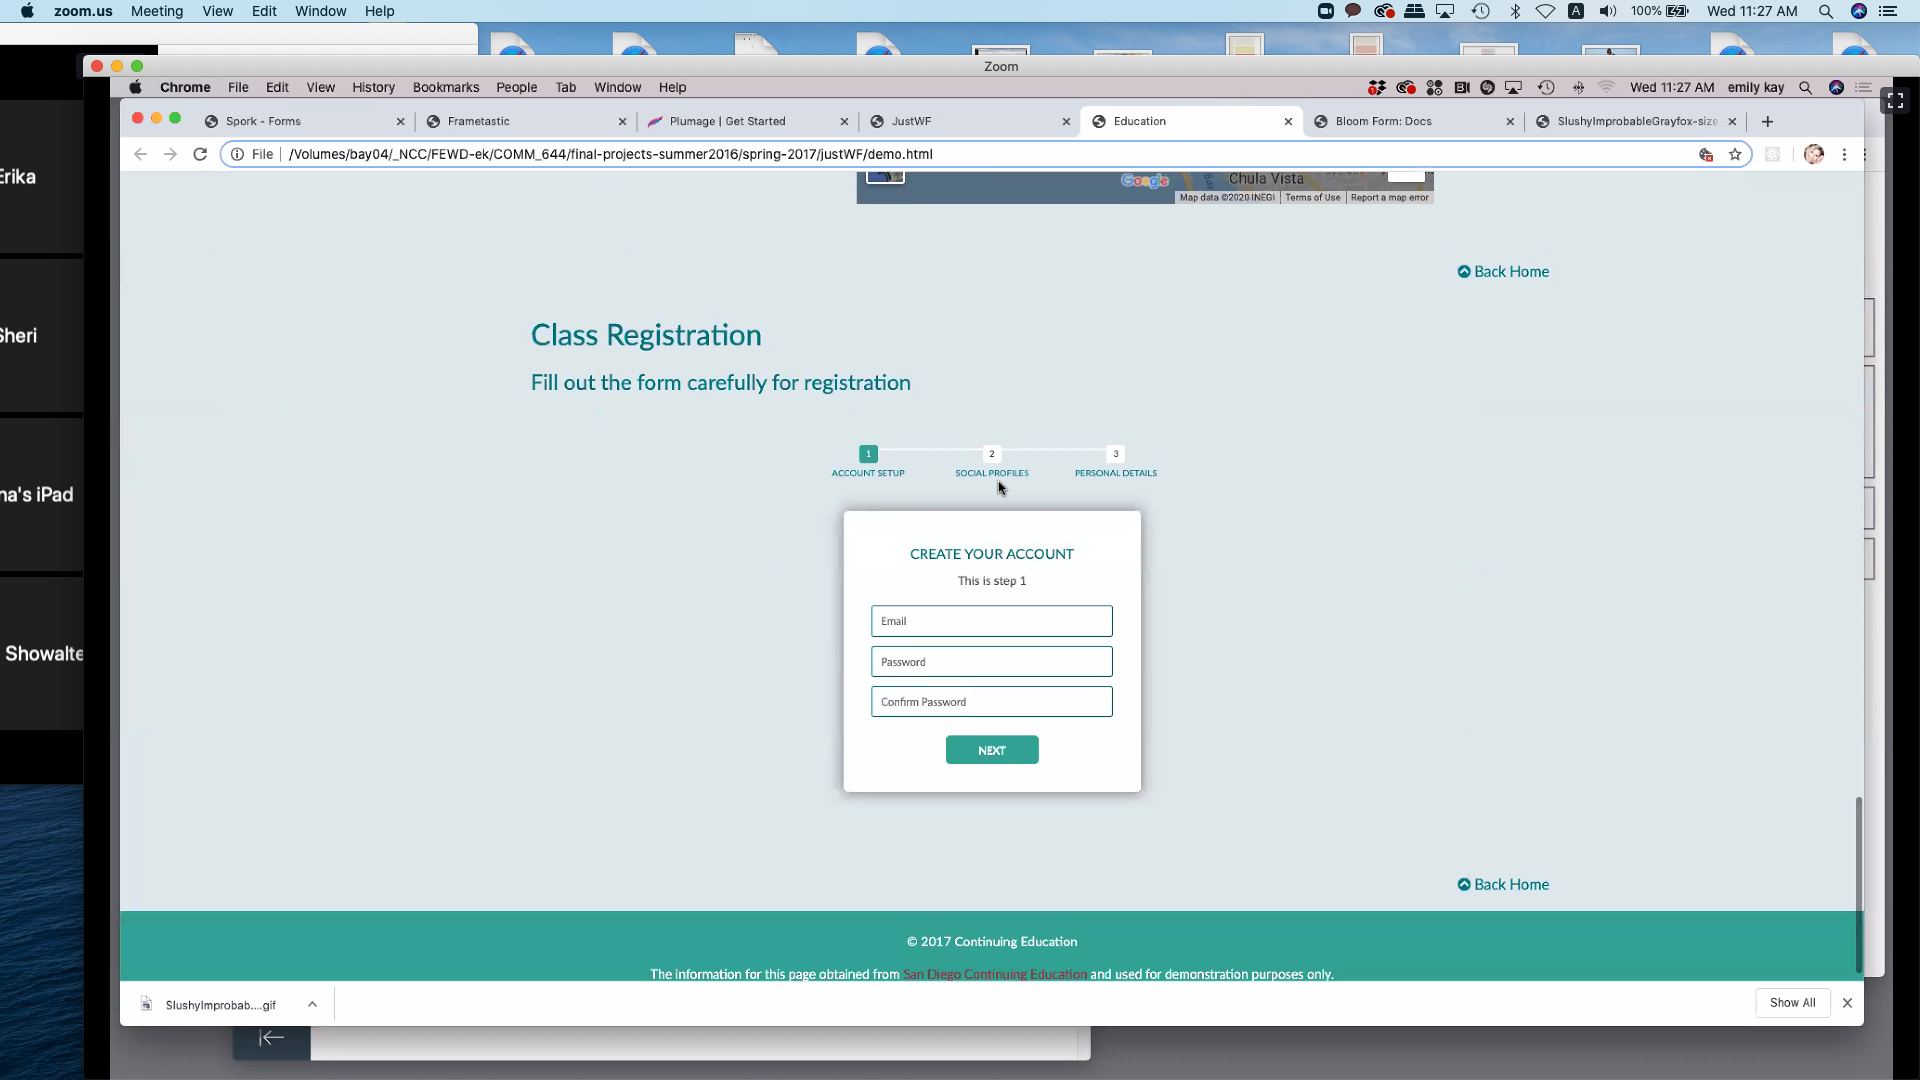 zoom.us Meeting View Edit Window Help 100% A Wed 11:27 AM
Zoom
Chrome File Edit View History Bookmarks People Tab Window Help Wed 11:27 AM emily kay
Spork - Forms Frametastic Plumage | Get Started JustWF Education Bloom Form: Docs SlushyImprobableGrayfox-size
File /Volumes/bay04/_NCC/FEWD-ek/COMM_644/final-projects-summer2016/spring-2017/justWF/demo.html
Erika
Sheri
na's iPad
Showalte
Google Chula Vista
Map data ©2020 INEGI Terms of Use Report a map error
Back Home
Class Registration
Fill out the form carefully for registration
1 2 3
ACCOUNT SETUP SOCIAL PROFILES PERSONAL DETAILS
CREATE YOUR ACCOUNT
This is step 1
Email
Password
Confirm Password
NEXT
Back Home
© 2017 Continuing Education
The information for this page obtained from San Diego Continuing Education and used for demonstration purposes only.
SlushyImprobab....gif Show All